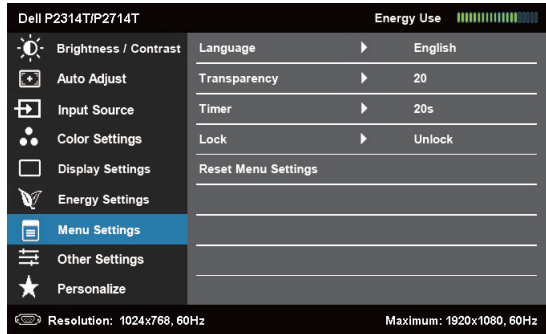 Dell P2314T/P2714T Energy Use
Brightness / Contrast Language English
Auto Adjust Transparency 20
Input Source Timer 20s
Color Settings Lock Unlock
Display Settings Reset Menu Settings
Energy Settings
Menu Settings
Other Settings
Personalize
Resolution: 1024x768, 60Hz Maximum: 1920x1080, 60Hz